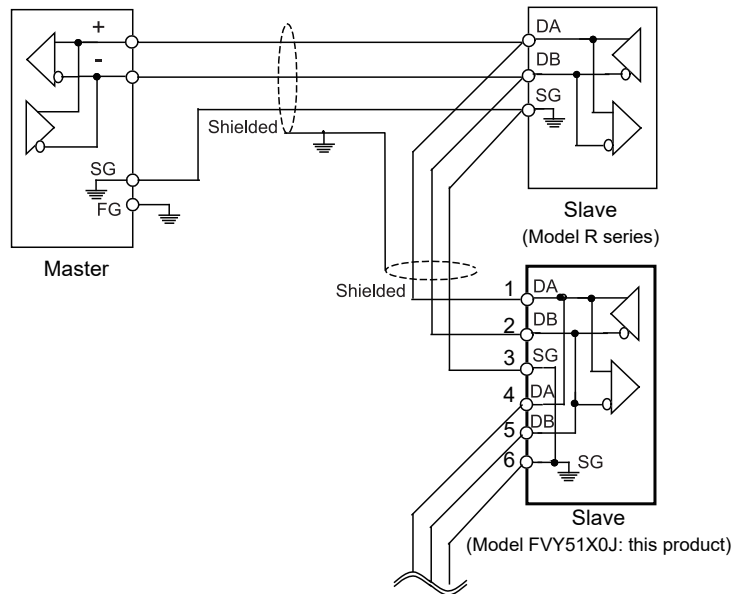 +
-
SG
FG
Master
Shielded
DA
DB
SG
Slave
(Model R series)
Shielded
1
DA
2
DB
3
SG
4
DA
5
DB
6
SG
Slave
(Model FVY51X0J: this product)